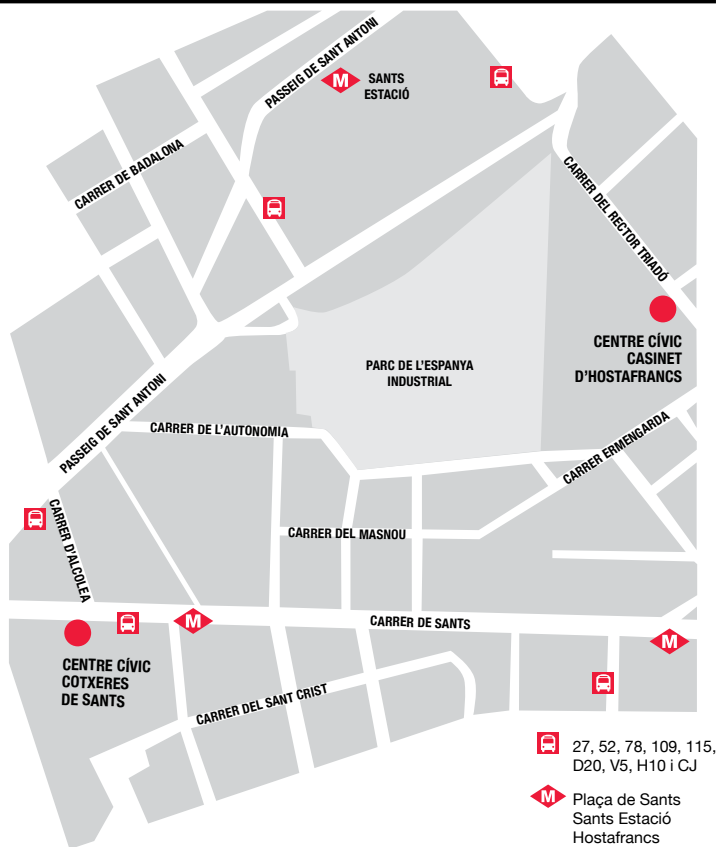 PASSEIG DE SANT ANTONI
M
SANTS
ESTACIÓ
CARRER DE BADALONA
CARRER DEL RECTOR TRIADÓ
CENTRE CÍVIC
CASINET
D'HOSTAFRANCS
PARC DE L'ESPANYA
INDUSTRIAL
PASSEIG DE SANT ANTONI
CARRER DE L'AUTONOMIA
CARRER ERMENGARDA
CARRER D'ALCOLEA
CARRER DEL MASNOU
M
CARRER DE SANTS
M
CENTRE CÍVIC
COTXERES
DE SANTS
CARRER DEL SANT CRIST
27, 52, 78, 109, 115,
D20, V5, H10 i CJ
M
Plaça de Sants
Sants Estació
Hostafrancs